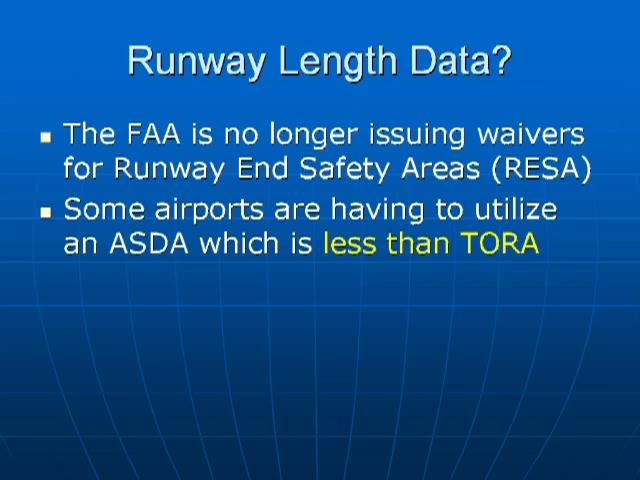 Runway Length Data?
The FAA is no longer issuing waivers
for Runway End Safety Areas (RESA)
Some airports are having to utilize
an ASDA which is less than TORA